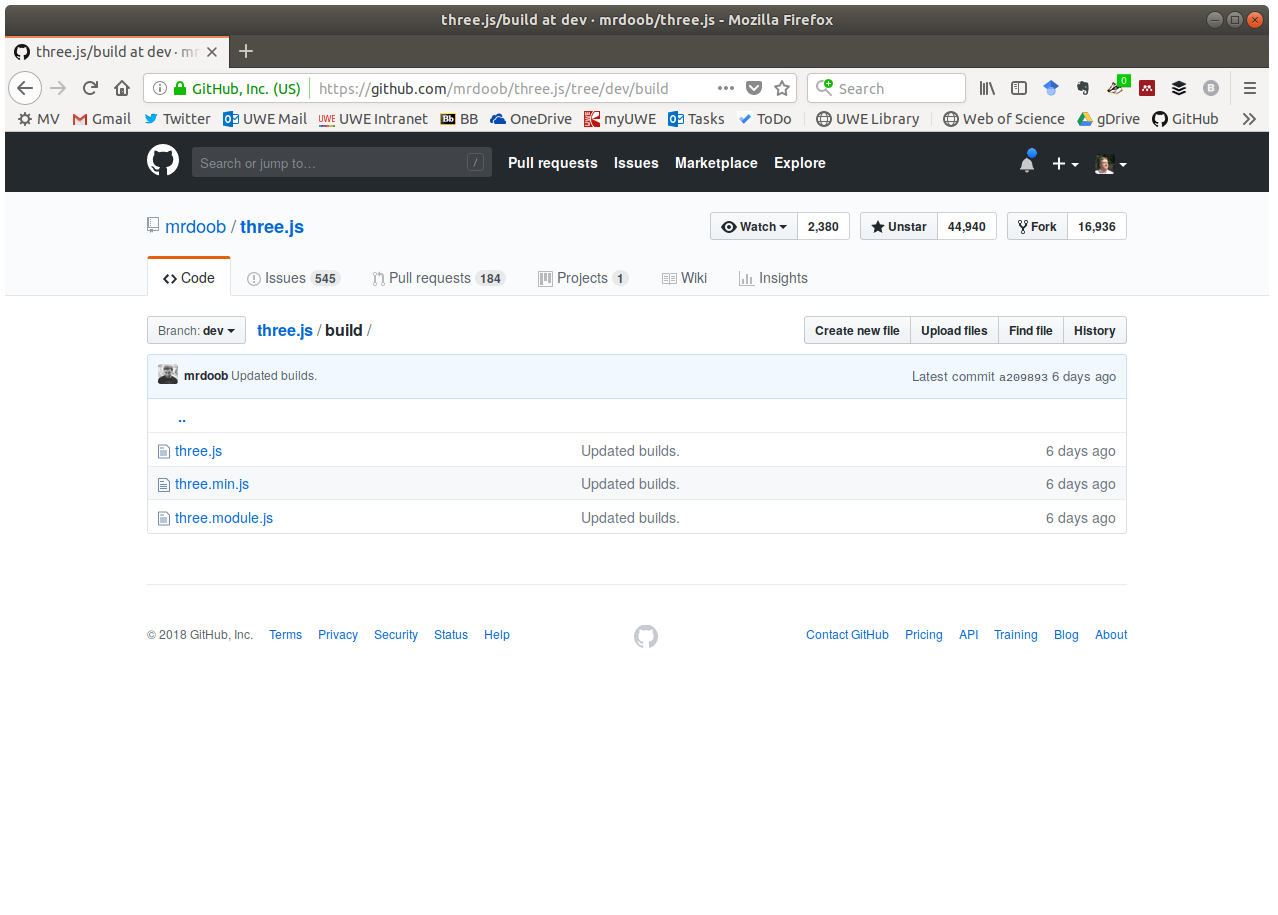 three.js/build at dev · mrdoob/three.js - Mozilla Firefox
three.js/build at dev · mr
GitHub, Inc. (US) https://github.com/mrdoob/three.js/tree/dev/build Search 0 B
MV Gmail Twitter UWE Mail UWE Intranet Bb BB OneDrive myUWE Tasks ToDo UWE Library Web of Science gDrive GitHub
Search or jump to… / Pull requests Issues Marketplace Explore
mrdoob / three.js Watch 2,380 Unstar 44,940 Fork 16,936
Code Issues 545 Pull requests 184 Projects 1 Wiki Insights
Branch: dev three.js / build / Create new file Upload files Find file History
mrdoob Updated builds. Latest commit a209893 6 days ago
..
three.js Updated builds. 6 days ago
three.min.js Updated builds. 6 days ago
three.module.js Updated builds. 6 days ago
© 2018 GitHub, Inc. Terms Privacy Security Status Help Contact GitHub Pricing API Training Blog About